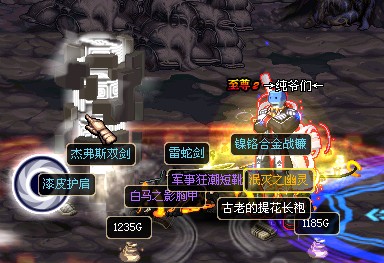 至尊 →纯爷们←
杰弗斯双剑
雷蛇剑
镍铬合金战镰
漆皮护肩
军事狂潮短靴
泯灭之幽灵
白马之影胸甲
古老的提花长袍
1235G
1185G